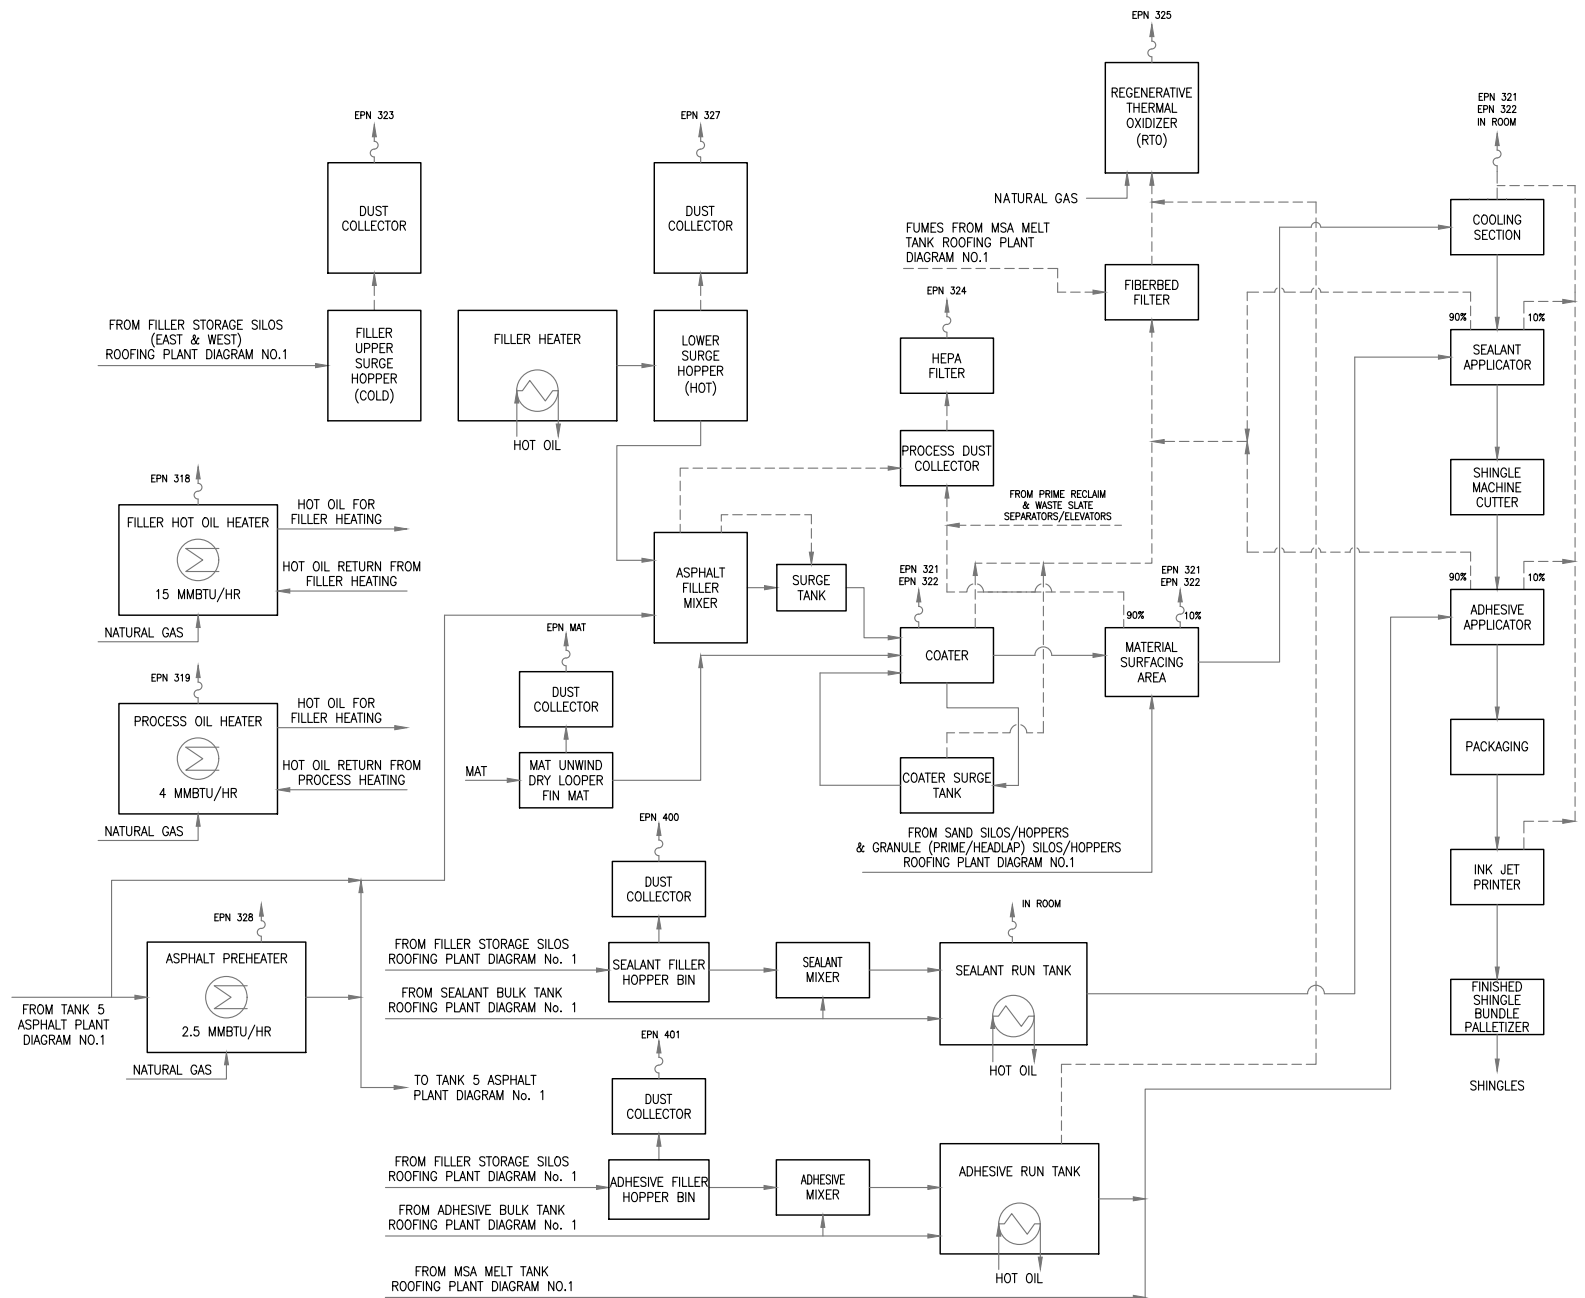 EPN 325
REGENERATIVE
THERMAL
OXIDIZER
(RTO)
NATURAL GAS
EPN 321
EPN 322
IN ROOM
COOLING
SECTION
EPN 323
DUST
COLLECTOR
EPN 327
DUST
COLLECTOR
FUMES FROM MSA MELT
TANK ROOFING PLANT
DIAGRAM NO.1
FIBERBED
FILTER
EPN 324
HEPA
FILTER
FROM FILLER STORAGE SILOS
(EAST & WEST)
ROOFING PLANT DIAGRAM NO.1
FILLER
UPPER
SURGE
HOPPER
(COLD)
FILLER HEATER
HOT OIL
LOWER
SURGE
HOPPER
(HOT)
90%
10%
SEALANT
APPLICATOR
PROCESS DUST
COLLECTOR
FROM PRIME RECLAIM
& WASTE SLATE
SEPARATORS/ELEVATORS
SHINGLE
MACHINE
CUTTER
EPN 318
FILLER HOT OIL HEATER
15 MMBTU/HR
HOT OIL FOR
FILLER HEATING
HOT OIL RETURN FROM
FILLER HEATING
NATURAL GAS
ASPHALT
FILLER
MIXER
SURGE
TANK
EPN 321
EPN 322
COATER
EPN 321
EPN 322
90%
10%
MATERIAL
SURFACING
AREA
90%
10%
ADHESIVE
APPLICATOR
EPN MAT
DUST
COLLECTOR
EPN 319
PROCESS OIL HEATER
4 MMBTU/HR
HOT OIL FOR
FILLER HEATING
HOT OIL RETURN FROM
PROCESS HEATING
NATURAL GAS
MAT
MAT UNWIND
DRY LOOPER
FIN MAT
COATER SURGE
TANK
PACKAGING
FROM SAND SILOS/HOPPERS
& GRANULE (PRIME/HEADLAP) SILOS/HOPPERS
ROOFING PLANT DIAGRAM NO.1
EPN 400
DUST
COLLECTOR
INK JET
PRINTER
EPN 328
ASPHALT PREHEATER
2.5 MMBTU/HR
FROM TANK 5
ASPHALT PLANT
DIAGRAM NO.1
NATURAL GAS
TO TANK 5 ASPHALT
PLANT DIAGRAM No. 1
FROM FILLER STORAGE SILOS
ROOFING PLANT DIAGRAM No. 1
FROM SEALANT BULK TANK
ROOFING PLANT DIAGRAM No. 1
SEALANT FILLER
HOPPER BIN
SEALANT
MIXER
IN ROOM
SEALANT RUN TANK
HOT OIL
FINISHED
SHINGLE
BUNDLE
PALLETIZER
SHINGLES
EPN 401
DUST
COLLECTOR
FROM FILLER STORAGE SILOS
ROOFING PLANT DIAGRAM No. 1
FROM ADHESIVE BULK TANK
ROOFING PLANT DIAGRAM No. 1
ADHESIVE FILLER
HOPPER BIN
ADHESIVE
MIXER
ADHESIVE RUN TANK
HOT OIL
FROM MSA MELT TANK
ROOFING PLANT DIAGRAM NO.1